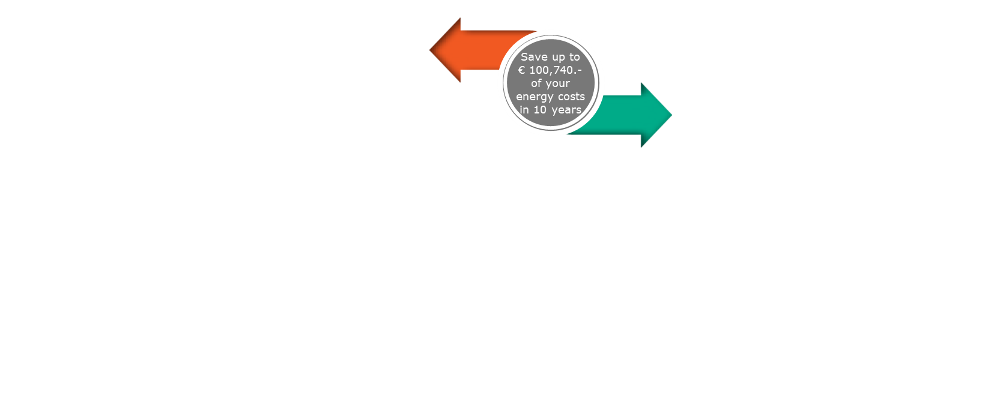 Save up to
€ 100,740.-
of your
energy costs
in 10 years